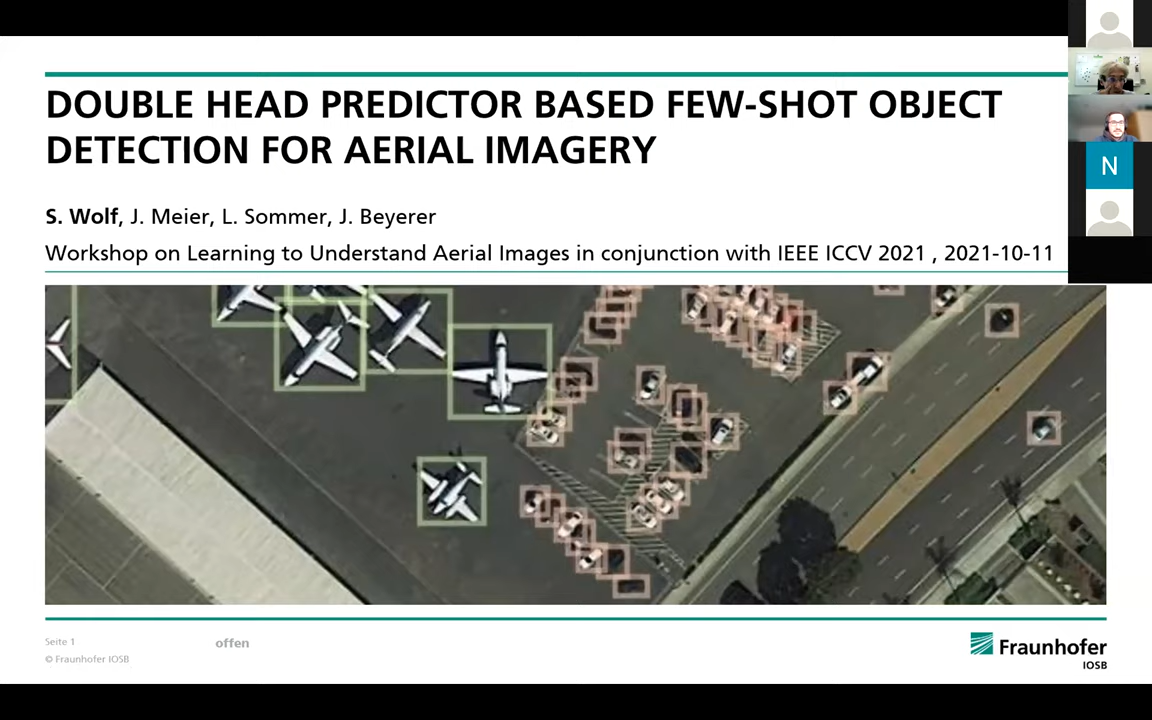 DOUBLE HEAD PREDICTOR BASED FEW-SHOT OBJECT
DETECTION FOR AERIAL IMAGERY
S. Wolf, J. Meier, L. Sommer, J. Beyerer
Workshop on Learning to Understand Aerial Images in conjunction with IEEE ICCV 2021 , 2021-10-11
N
Seite 1
offen
© Fraunhofer IOSB
Fraunhofer
IOSB